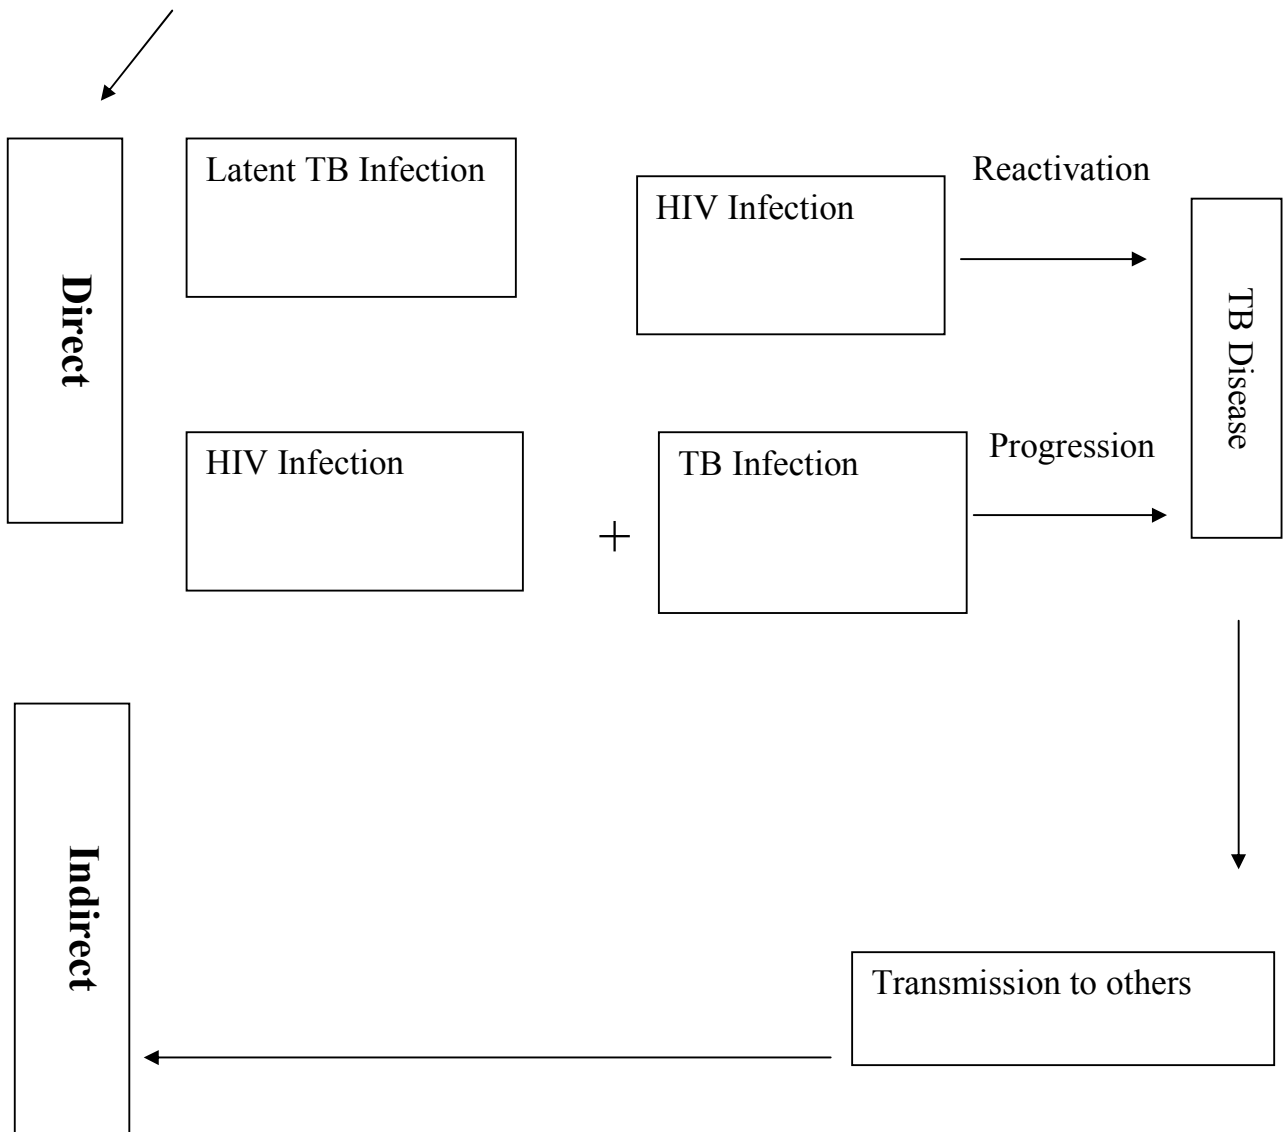 Direct
Latent TB Infection
HIV Infection
Reactivation
TB Disease
HIV Infection
+
TB Infection
Progression
Indirect
Transmission to others